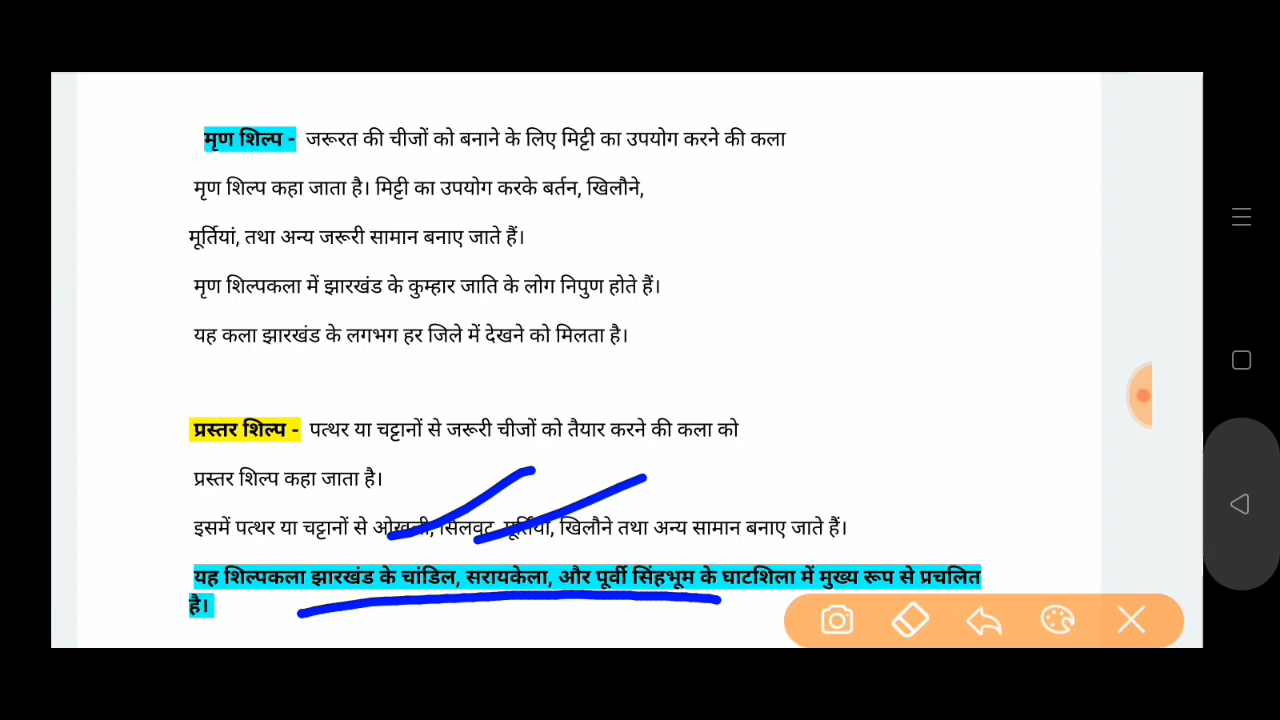 मृण शिल्प - जरूरत की चीजों को बनाने के लिए मिट्टी का उपयोग करने की कला
मृण शिल्प कहा जाता है। मिट्टी का उपयोग करके बर्तन, खिलौने,
मूर्तियां, तथा अन्य जरूरी सामान बनाए जाते हैं।
मृण शिल्पकला में झारखंड के कुम्हार जाति के लोग निपुण होते हैं।
यह कला झारखंड के लगभग हर जिले में देखने को मिलता है।
प्रस्तर शिल्प - पत्थर या चट्टानों से जरूरी चीजों को तैयार करने की कला को
प्रस्तर शिल्प कहा जाता है।
इसमें पत्थर या चट्टानों से ओखली, सिलवट, मूर्तियां, खिलौने तथा अन्य सामान बनाए जाते हैं।
यह शिल्पकला झारखंड के चांडिल, सरायकेला, और पूर्वी सिंहभूम के घाटशिला में मुख्य रूप से प्रचलित
है।